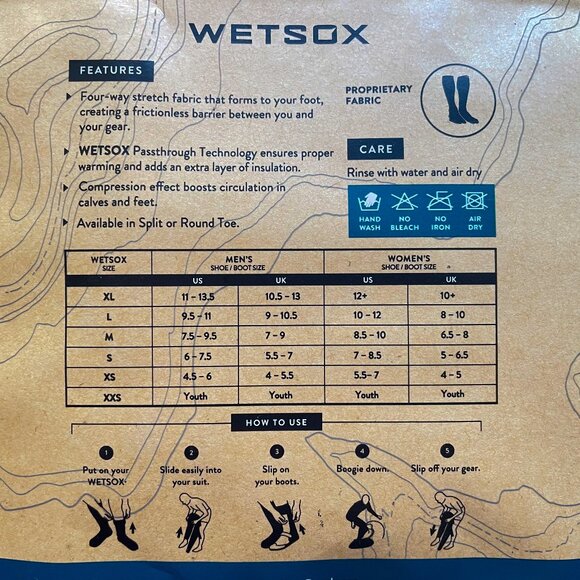 WETSOX
FEATURES
Four-way stretch fabric that forms to your foot,
creating a frictionless barrier between you and
your gear.
WETSOX Passthrough Technology ensures proper
warming and adds an extra layer of insulation.
Compression effect boosts circulation in
calves and feet.
Available in Split or Round Toe.
PROPRIETARY
FABRIC
CARE
Rinse with water and air dry
HAND WASH NO BLEACH NO IRON AIR DRY
WETSOX SIZE MEN'S SHOE / BOOT SIZE WOMEN'S SHOE / BOOT SIZE
US UK US UK
XL 11 – 13.5 10.5 – 13 12+ 10+
L 9.5 – 11 9 – 10.5 10 – 12 8 – 10
M 7.5 – 9.5 7 – 9 8.5 – 10 6.5 – 8
S 6 – 7.5 5.5 – 7 7 – 8.5 5 – 6.5
XS 4.5 – 6 4 – 5.5 5.5– 7 4 – 5
XXS Youth Youth Youth Youth
HOW TO USE
1 2 3 4 5
Put on your Slide easily into Slip on Boogie down. Slip off your gear.
WETSOX. your suit. your boots.